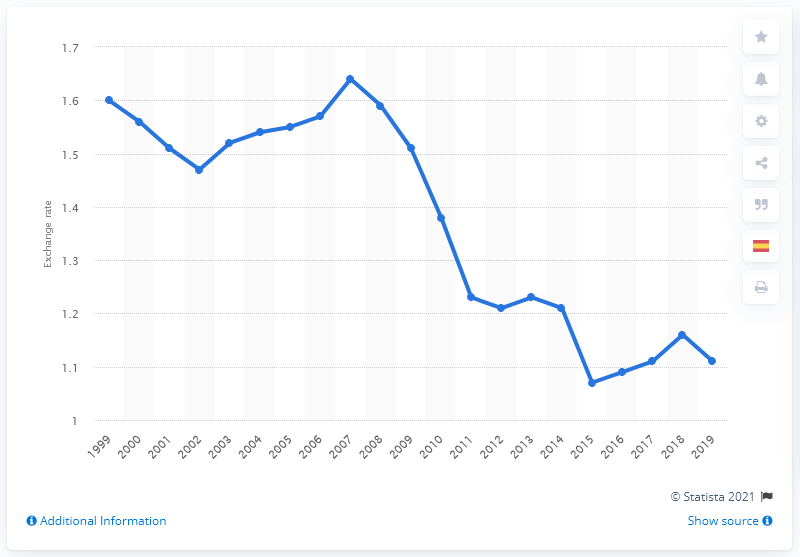 1.7
1.6
1.5
1.4
1.3
1.2
1.1
1
Exchange rate
1999 2000 2001 2002 2003 2004 2005 2006 2007 2008 2009 2010 2011 2012 2013 2014 2015 2016 2017 2018 2019
© Statista 2021
Additional Information
Show source